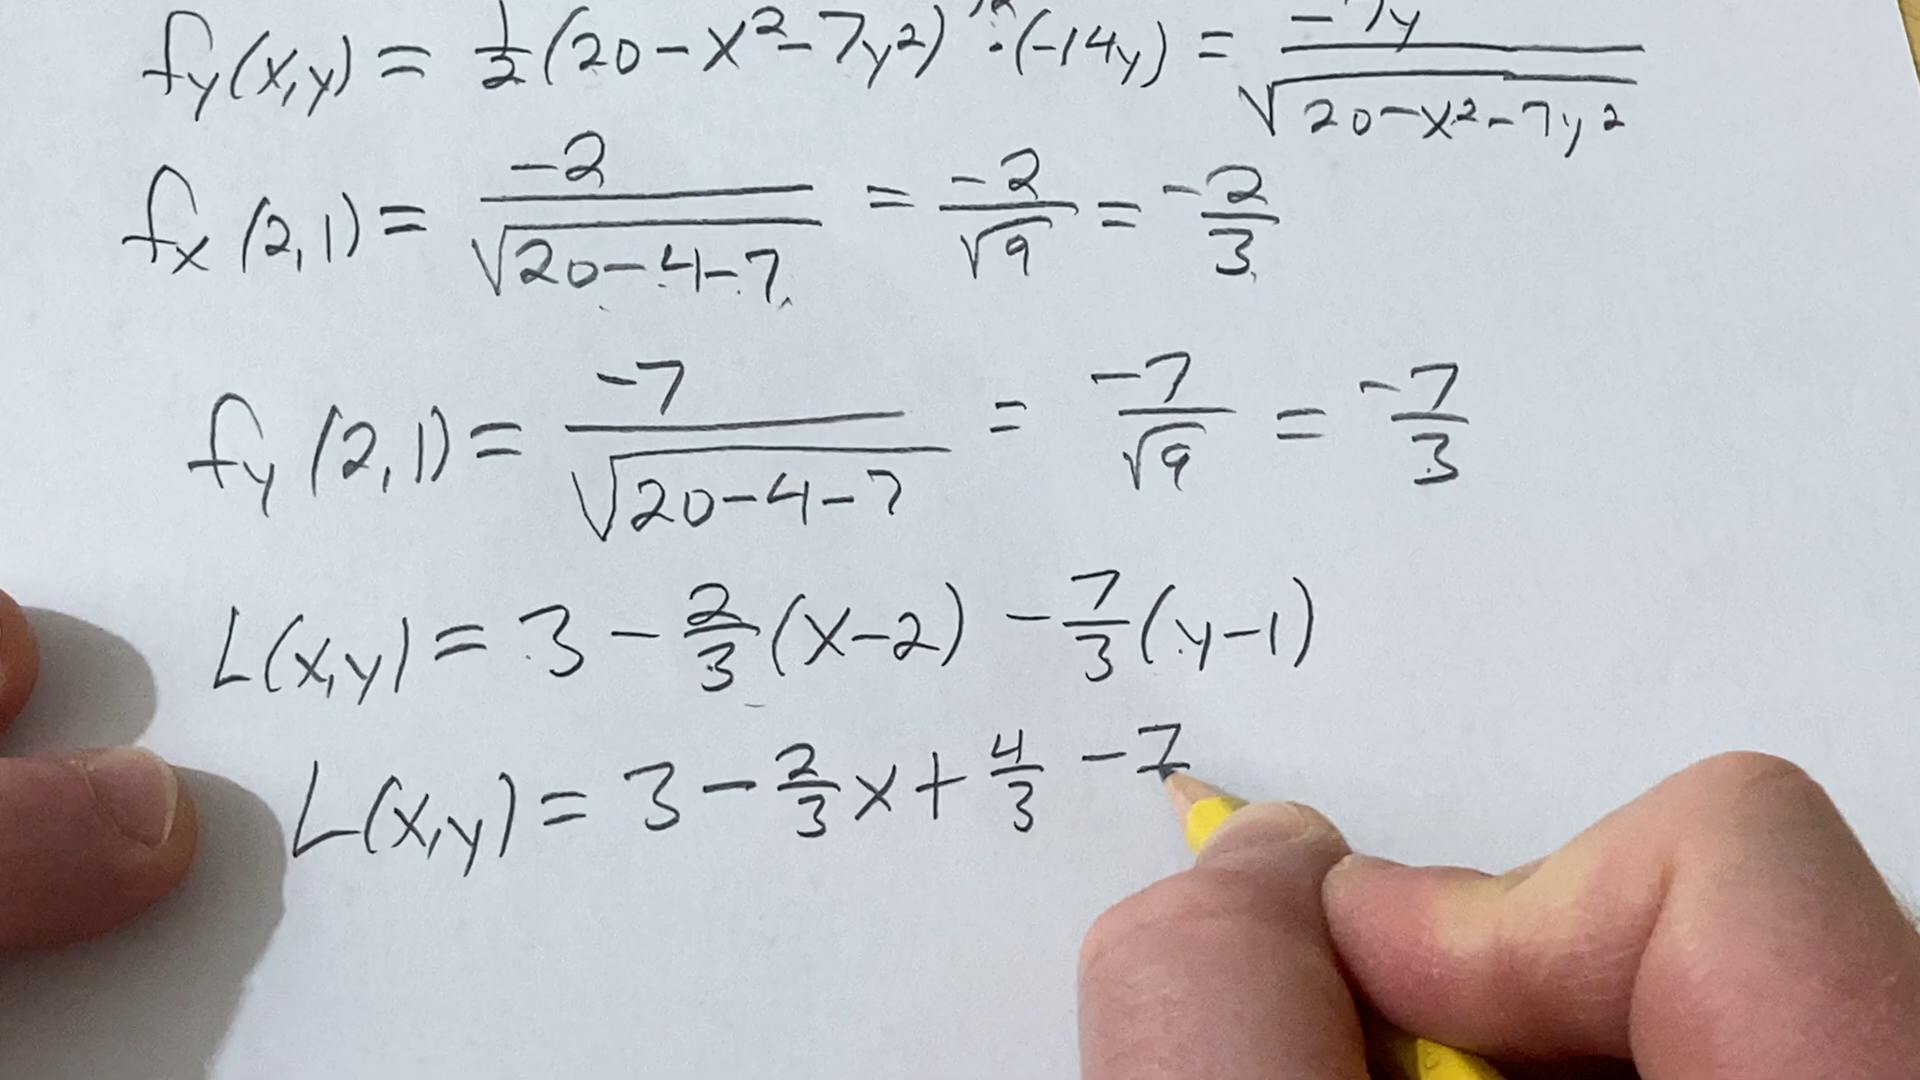 fy(x,y) = 1/2 (20-x²-7y²) · (-14y) = -7y/√(20-x²-7y²)
fx (2,1) = -2/√(20-4-7) = -2/√9 = -2/3
fy (2,1) = -7/√(20-4-7) = -7/√9 = -7/3
L(x,y) = 3 - 2/3 (x-2) - 7/3 (y-1)
L(x,y) = 3 - 2/3 x + 4/3 - 7